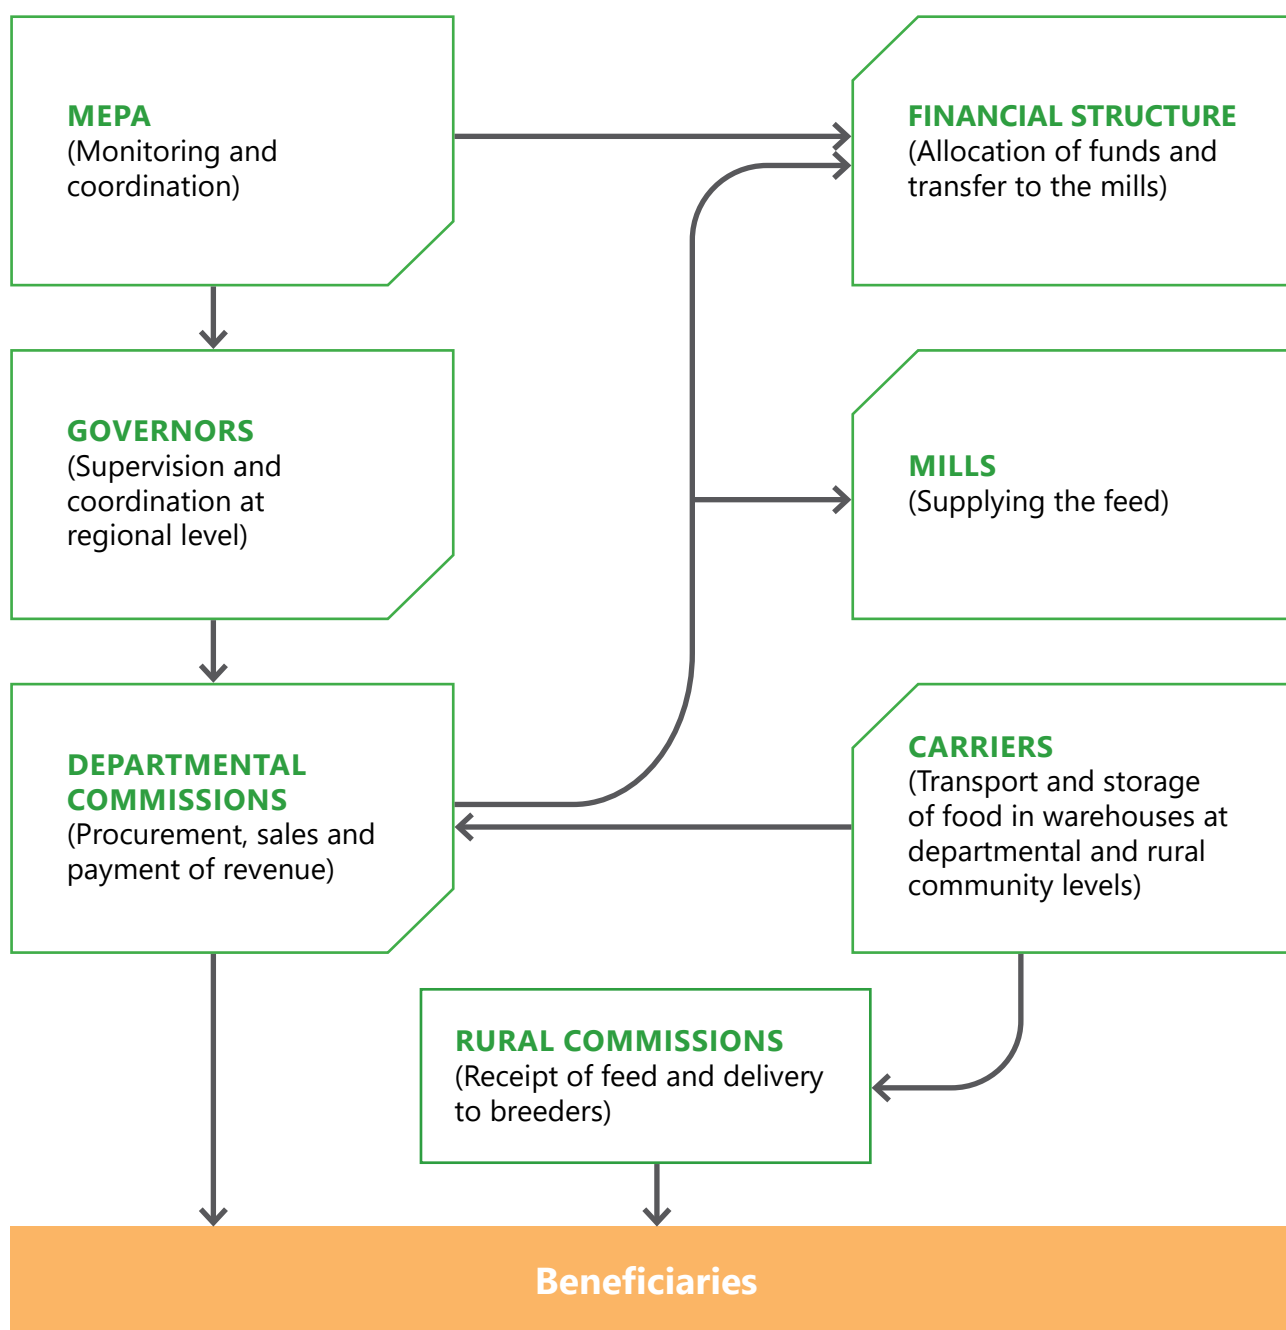 MEPA
(Monitoring and
coordination)
FINANCIAL STRUCTURE
(Allocation of funds and
transfer to the mills)
GOVERNORS
(Supervision and
coordination at
regional level)
MILLS
(Supplying the feed)
DEPARTMENTAL
COMMISSIONS
(Procurement, sales and
payment of revenue)
CARRIERS
(Transport and storage
of food in warehouses at
departmental and rural
community levels)
RURAL COMMISSIONS
(Receipt of feed and delivery
to breeders)
Beneficiaries